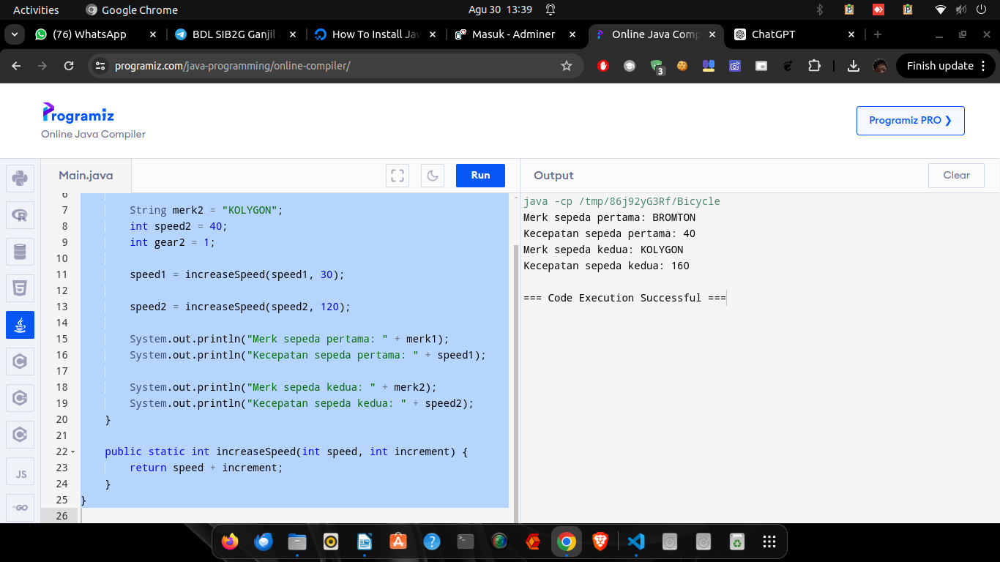 Activities
Google Chrome
Agu 30 13:39
(76) WhatsApp
BDL SIB2G Ganjil
How To Install Jav
Masuk - Adminer
Online Java Comp
ChatGPT
programiz.com/java-programming/online-compiler/
3
Finish update
Programiz
Online Java Compiler
Programiz PRO ❯
Main.java
Run
Output
Clear
6
7 String merk2 = "KOLYGON";
8 int speed2 = 40;
9 int gear2 = 1;
10
11 speed1 = increaseSpeed(speed1, 30);
12
13 speed2 = increaseSpeed(speed2, 120);
14
15 System.out.println("Merk sepeda pertama: " + merk1);
16 System.out.println("Kecepatan sepeda pertama: " + speed1);
17
18 System.out.println("Merk sepeda kedua: " + merk2);
19 System.out.println("Kecepatan sepeda kedua: " + speed2);
20 }
21
22 public static int increaseSpeed(int speed, int increment) {
23 return speed + increment;
24 }
25 }
26
java -cp /tmp/86j92yG3Rf/Bicycle
Merk sepeda pertama: BROMTON
Kecepatan sepeda pertama: 40
Merk sepeda kedua: KOLYGON
Kecepatan sepeda kedua: 160
=== Code Execution Successful ===
JS
GO